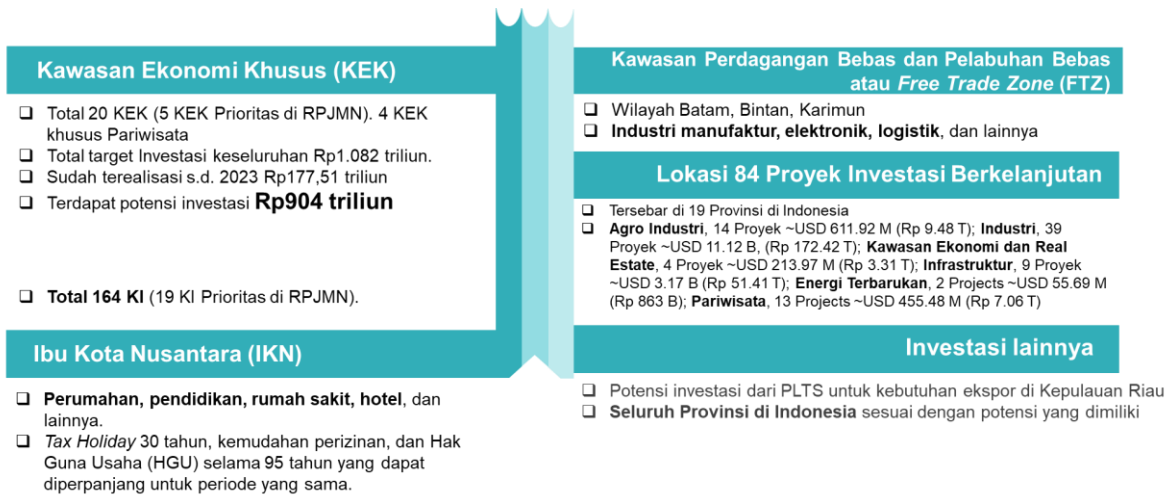 Kawasan Ekonomi Khusus (KEK)
❑ Total 20 KEK (5 KEK Prioritas di RPJMN). 4 KEK
khusus Pariwisata
❑ Total target Investasi keseluruhan Rp1.082 triliun.
❑ Sudah terealisasi s.d. 2023 Rp177,51 triliun
❑ Terdapat potensi investasi Rp904 triliun
❑ Total 164 KI (19 KI Prioritas di RPJMN).
Ibu Kota Nusantara (IKN)
❑ Perumahan, pendidikan, rumah sakit, hotel, dan
lainnya.
❑ Tax Holiday 30 tahun, kemudahan perizinan, dan Hak
Guna Usaha (HGU) selama 95 tahun yang dapat
diperpanjang untuk periode yang sama.
Kawasan Perdagangan Bebas dan Pelabuhan Bebas
atau Free Trade Zone (FTZ)
❑ Wilayah Batam, Bintan, Karimun
❑ Industri manufaktur, elektronik, logistik, dan lainnya
Lokasi 84 Proyek Investasi Berkelanjutan
❑ Tersebar di 19 Provinsi di Indonesia
❑ Agro Industri, 14 Proyek ~USD 611.92 M (Rp 9.48 T); Industri, 39
Proyek ~USD 11.12 B, (Rp 172.42 T); Kawasan Ekonomi dan Real
Estate, 4 Proyek ~USD 213.97 M (Rp 3.31 T); Infrastruktur, 9 Proyek
~USD 3.17 B (Rp 51.41 T); Energi Terbarukan, 2 Projects ~USD 55.69 M
(Rp 863 B); Pariwisata, 13 Projects ~USD 455.48 M (Rp 7.06 T)
Investasi lainnya
❑ Potensi investasi dari PLTS untuk kebutuhan ekspor di Kepulauan Riau
❑ Seluruh Provinsi di Indonesia sesuai dengan potensi yang dimiliki